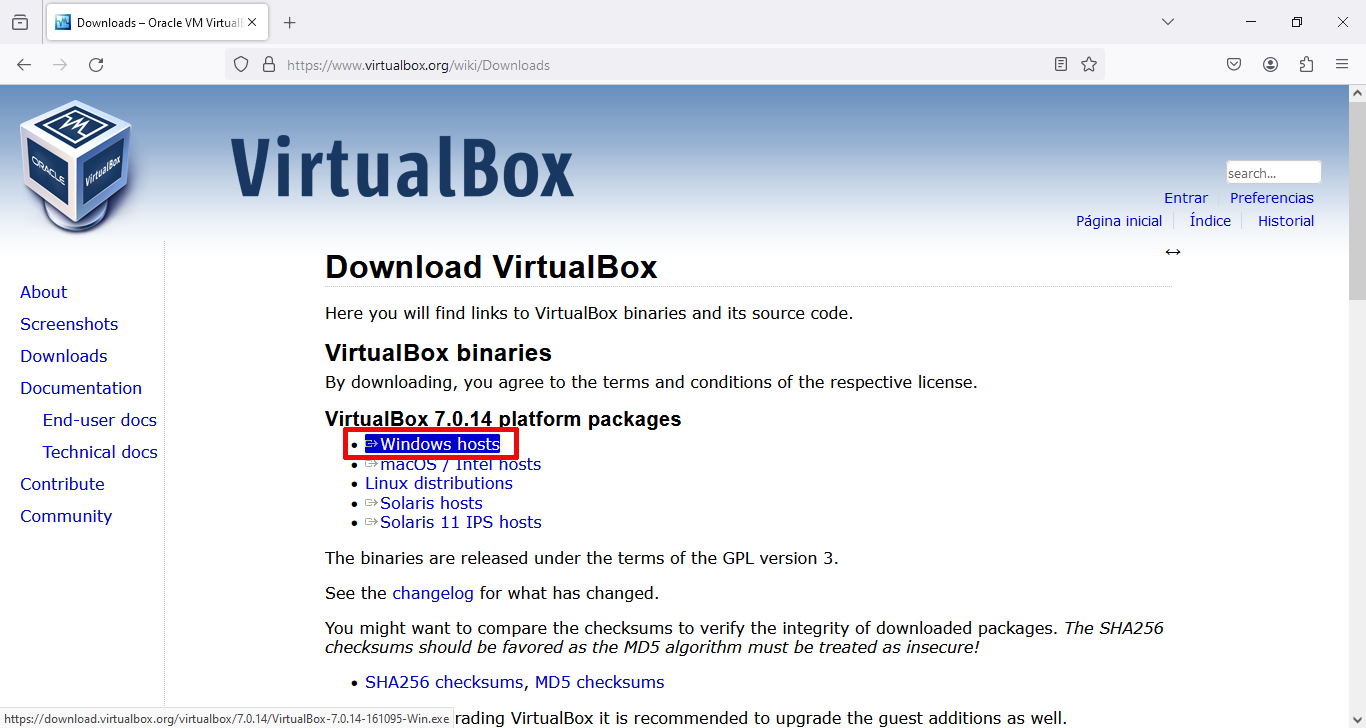 Downloads – Oracle VM Virtual
https://www.virtualbox.org/wiki/Downloads
ORACLE
VirtualBox
VirtualBox
search...
Entrar
Preferencias
Página inicial
Índice
Historial
About
Screenshots
Downloads
Documentation
End-user docs
Technical docs
Contribute
Community
Download VirtualBox
Here you will find links to VirtualBox binaries and its source code.
VirtualBox binaries
By downloading, you agree to the terms and conditions of the respective license.
VirtualBox 7.0.14 platform packages
Windows hosts
macOS / Intel hosts
Linux distributions
Solaris hosts
Solaris 11 IPS hosts
The binaries are released under the terms of the GPL version 3.
See the changelog for what has changed.
You might want to compare the checksums to verify the integrity of downloaded packages. The SHA256
checksums should be favored as the MD5 algorithm must be treated as insecure!
SHA256 checksums, MD5 checksums
https://download.virtualbox.org/virtualbox/7.0.14/VirtualBox-7.0.14-161095-Win.exe
rading VirtualBox it is recommended to upgrade the guest additions as well.